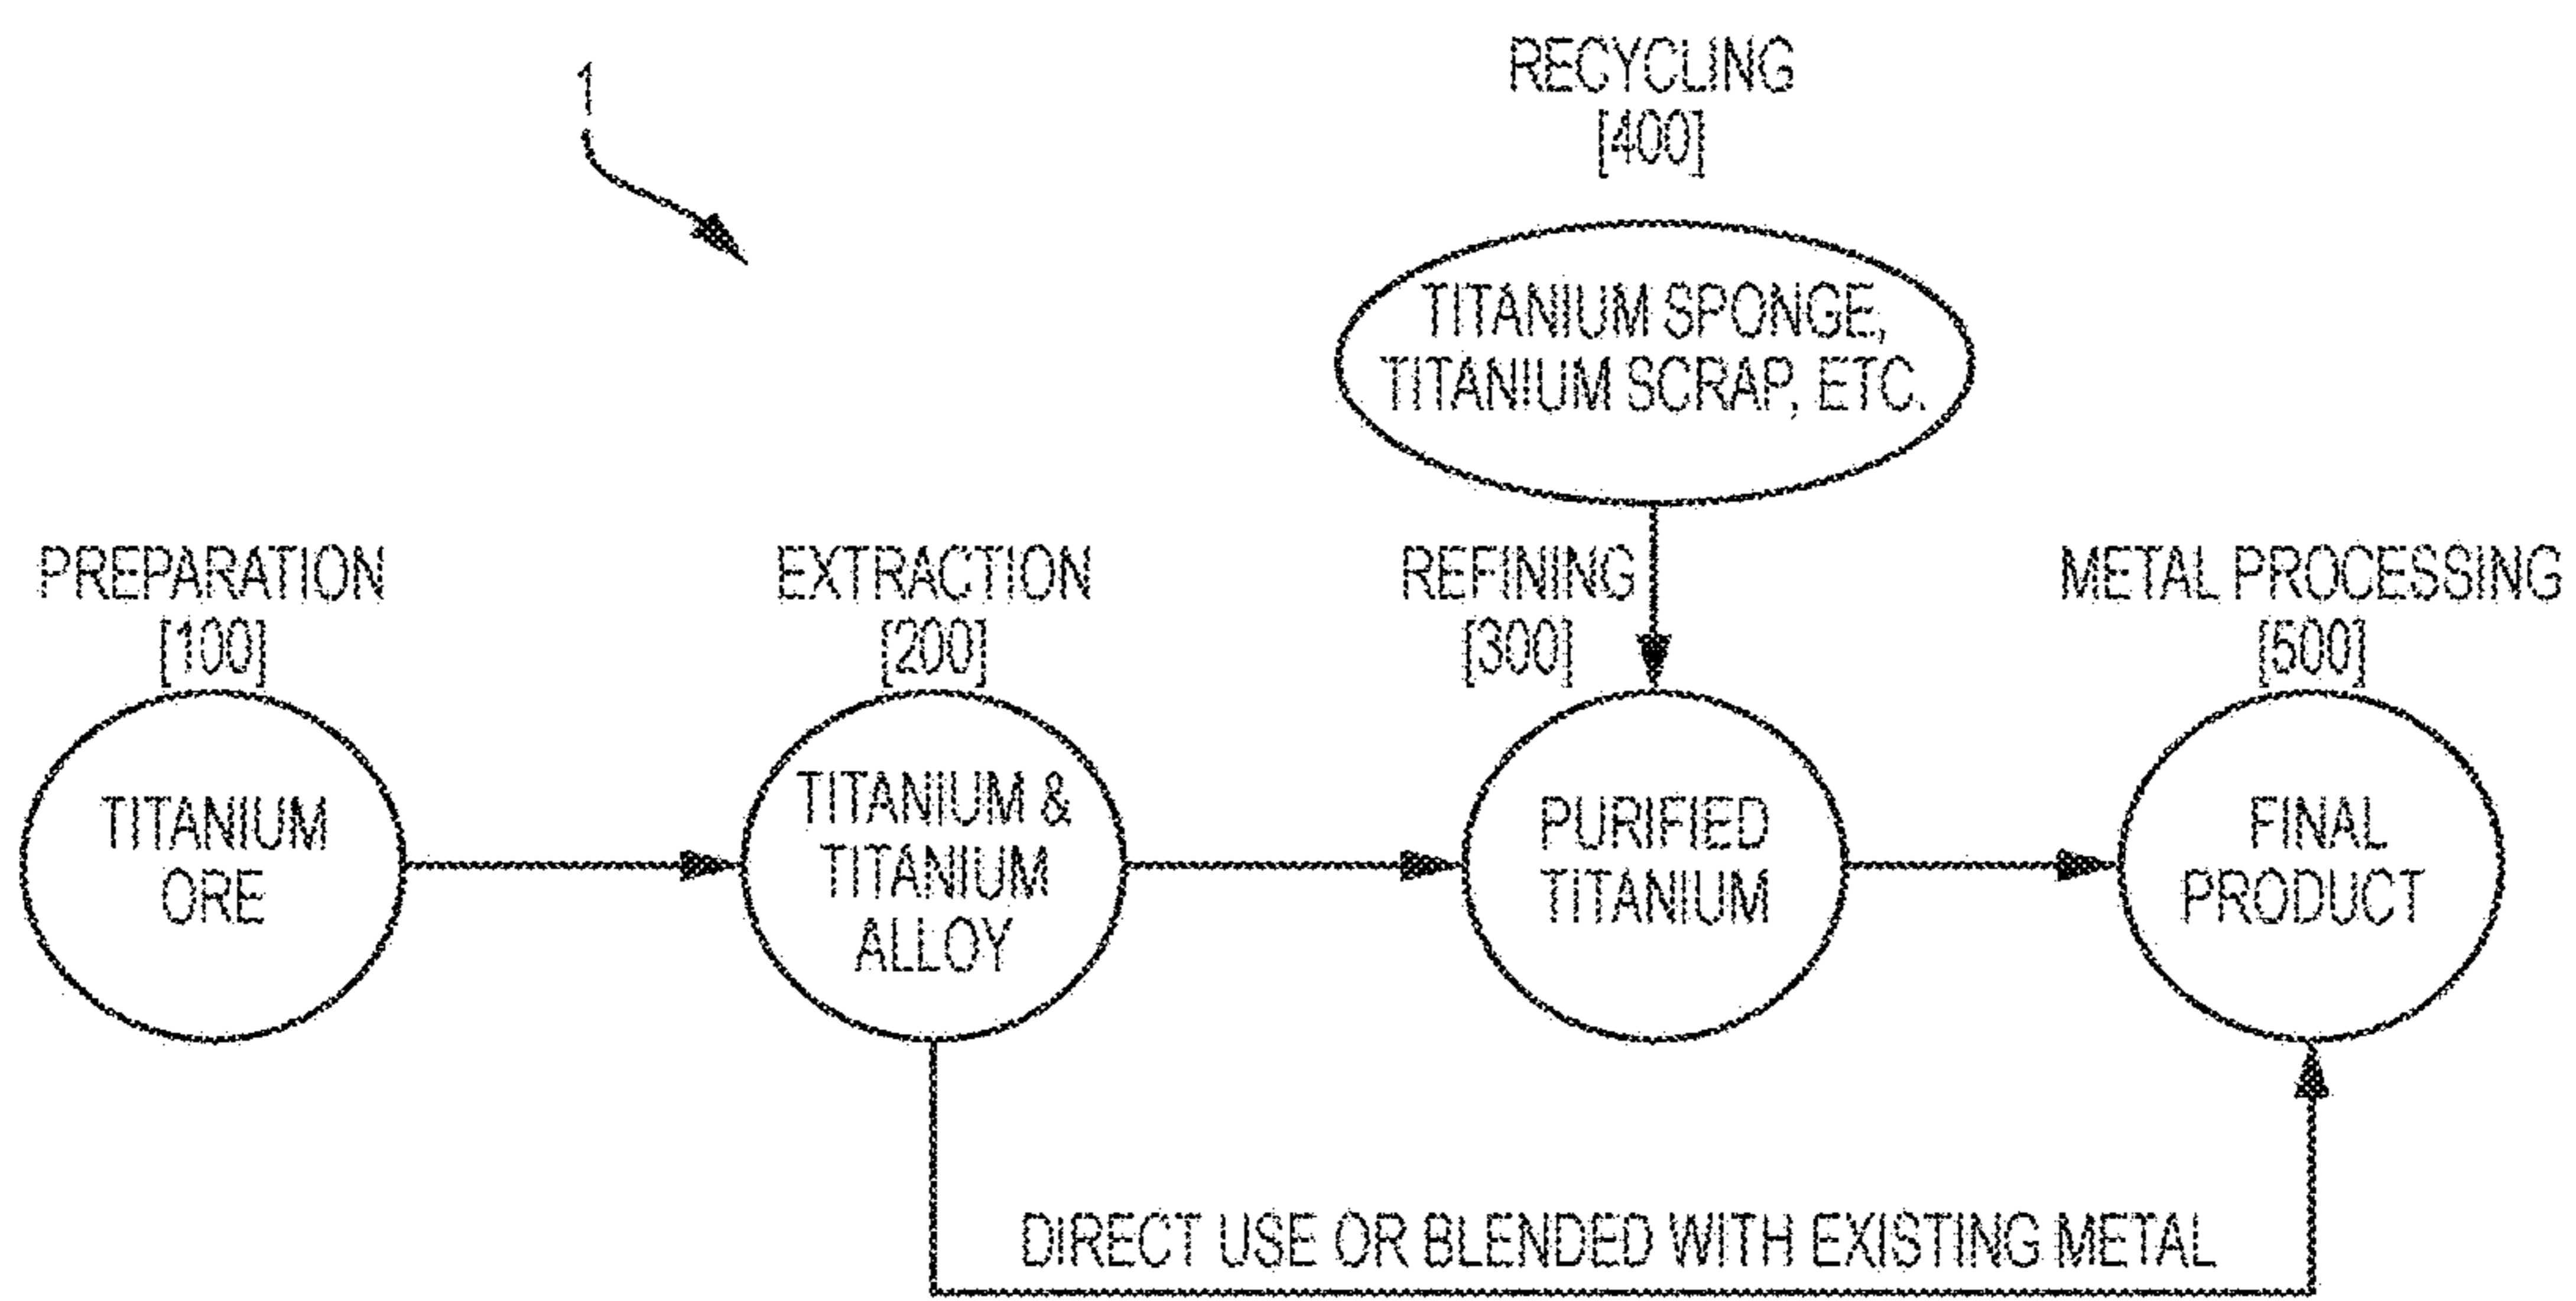 1
RECYCLING
[400]
TITANIUM SPONGE,
TITANIUM SCRAP, ETC.
PREPARATION
[100]
TITANIUM
ORE
EXTRACTION
[200]
TITANIUM &
TITANIUM
ALLOY
REFINING
[300]
PURIFIED
TITANIUM
METAL PROCESSING
[500]
FINAL
PRODUCT
DIRECT USE OR BLENDED WITH EXISTING METAL